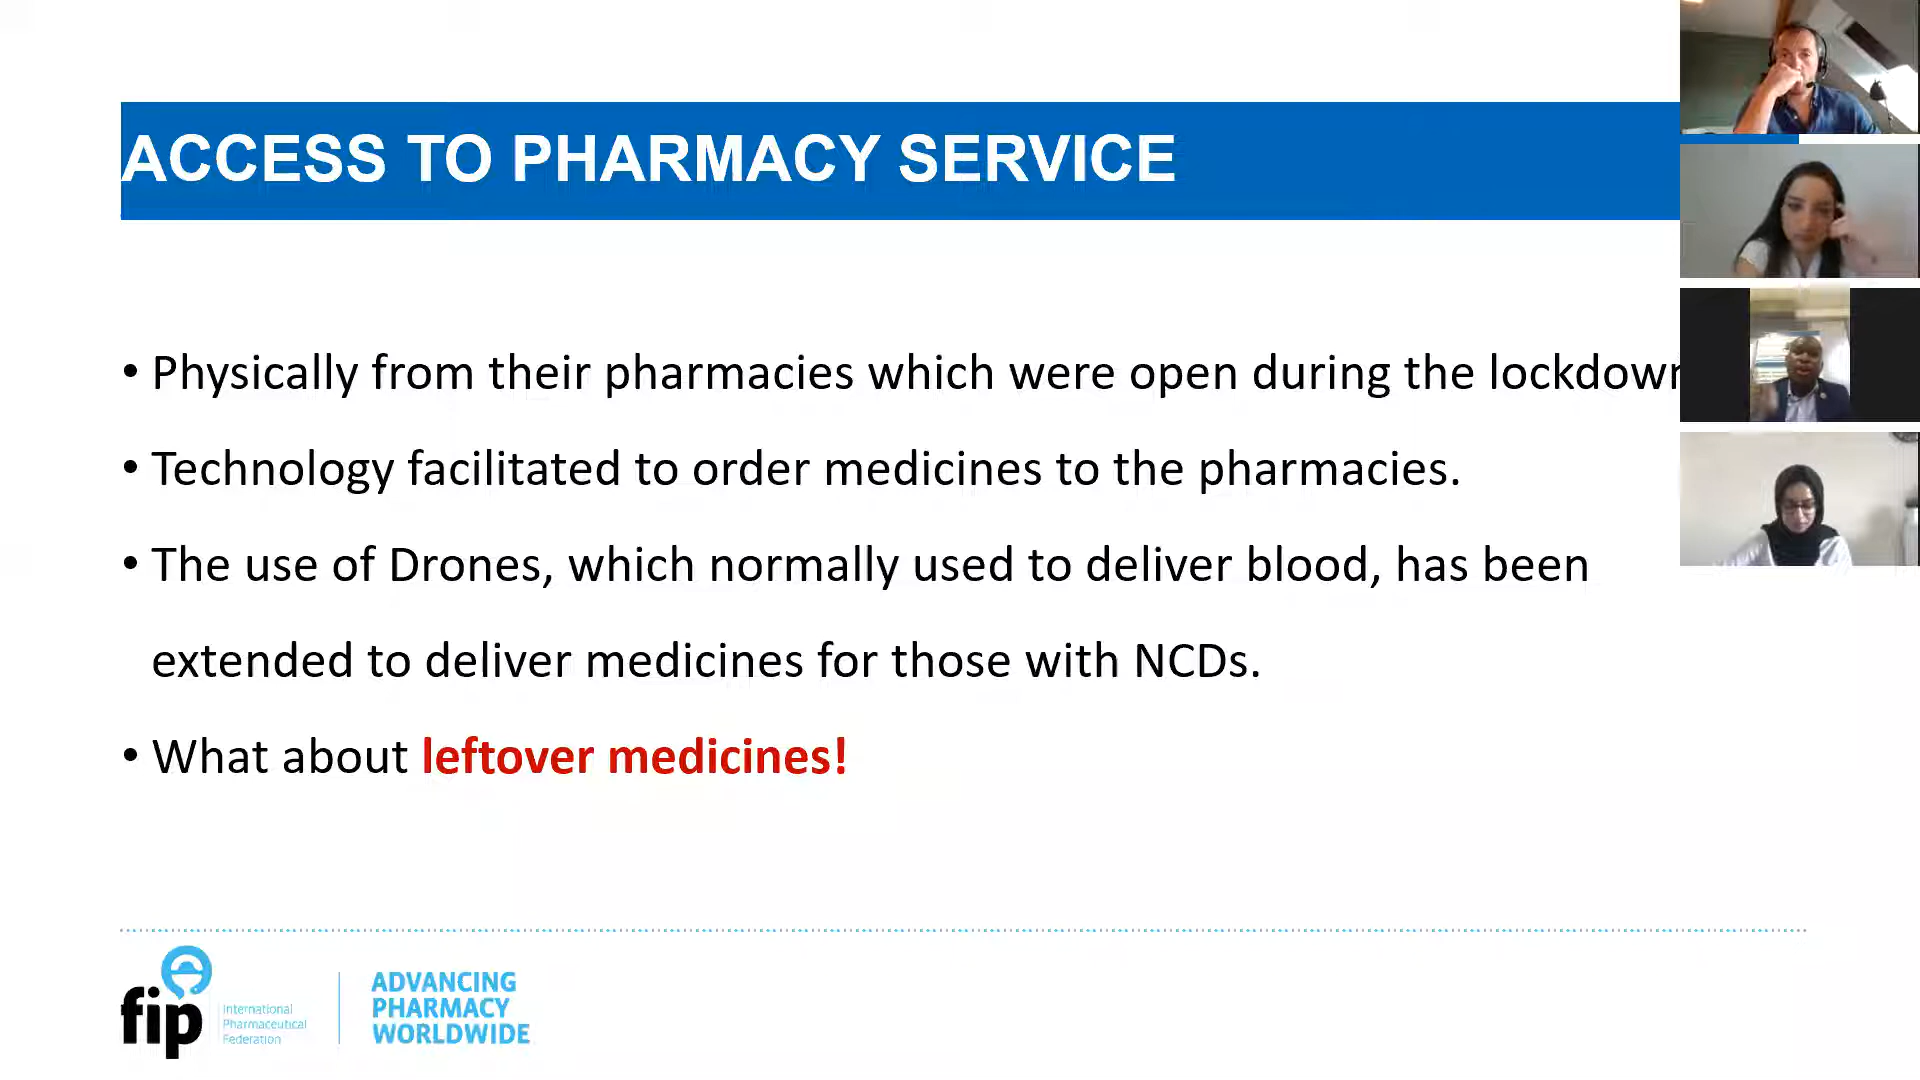 ACCESS TO PHARMACY SERVICE
• Physically from their pharmacies which were open during the lockdown
• Technology facilitated to order medicines to the pharmacies.
• The use of Drones, which normally used to deliver blood, has been
extended to deliver medicines for those with NCDs.
• What about leftover medicines!
fip
International
Pharmaceutical
Federation
ADVANCING
PHARMACY
WORLDWIDE